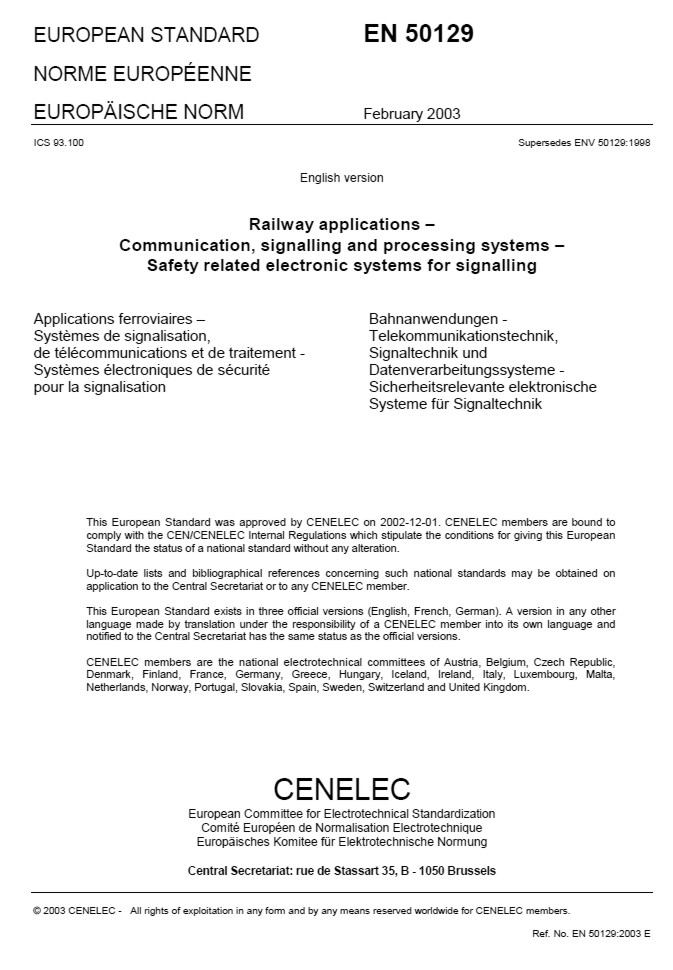 EUROPEAN STANDARD
EN 50129
NORME EUROPÉENNE
EUROPÄISCHE NORM
February 2003
ICS 93.100
Supersedes ENV 50129:1998
English version
Railway applications –
Communication, signalling and processing systems –
Safety related electronic systems for signalling
Applications ferroviaires –
Systèmes de signalisation,
de télécommunications et de traitement -
Systèmes électroniques de sécurité
pour la signalisation
Bahnanwendungen -
Telekommunikationstechnik,
Signaltechnik und
Datenverarbeitungssysteme -
Sicherheitsrelevante elektronische
Systeme für Signaltechnik
This European Standard was approved by CENELEC on 2002-12-01. CENELEC members are bound to
comply with the CEN/CENELEC Internal Regulations which stipulate the conditions for giving this European
Standard the status of a national standard without any alteration.
Up-to-date lists and bibliographical references concerning such national standards may be obtained on
application to the Central Secretariat or to any CENELEC member.
This European Standard exists in three official versions (English, French, German). A version in any other
language made by translation under the responsibility of a CENELEC member into its own language and
notified to the Central Secretariat has the same status as the official versions.
CENELEC members are the national electrotechnical committees of Austria, Belgium, Czech Republic,
Denmark, Finland, France, Germany, Greece, Hungary, Iceland, Ireland, Italy, Luxembourg, Malta,
Netherlands, Norway, Portugal, Slovakia, Spain, Sweden, Switzerland and United Kingdom.
CENELEC
European Committee for Electrotechnical Standardization
Comité Européen de Normalisation Electrotechnique
Europäisches Komitee für Elektrotechnische Normung
Central Secretariat: rue de Stassart 35, B - 1050 Brussels
© 2003 CENELEC - All rights of exploitation in any form and by any means reserved worldwide for CENELEC members.
Ref. No. EN 50129:2003 E